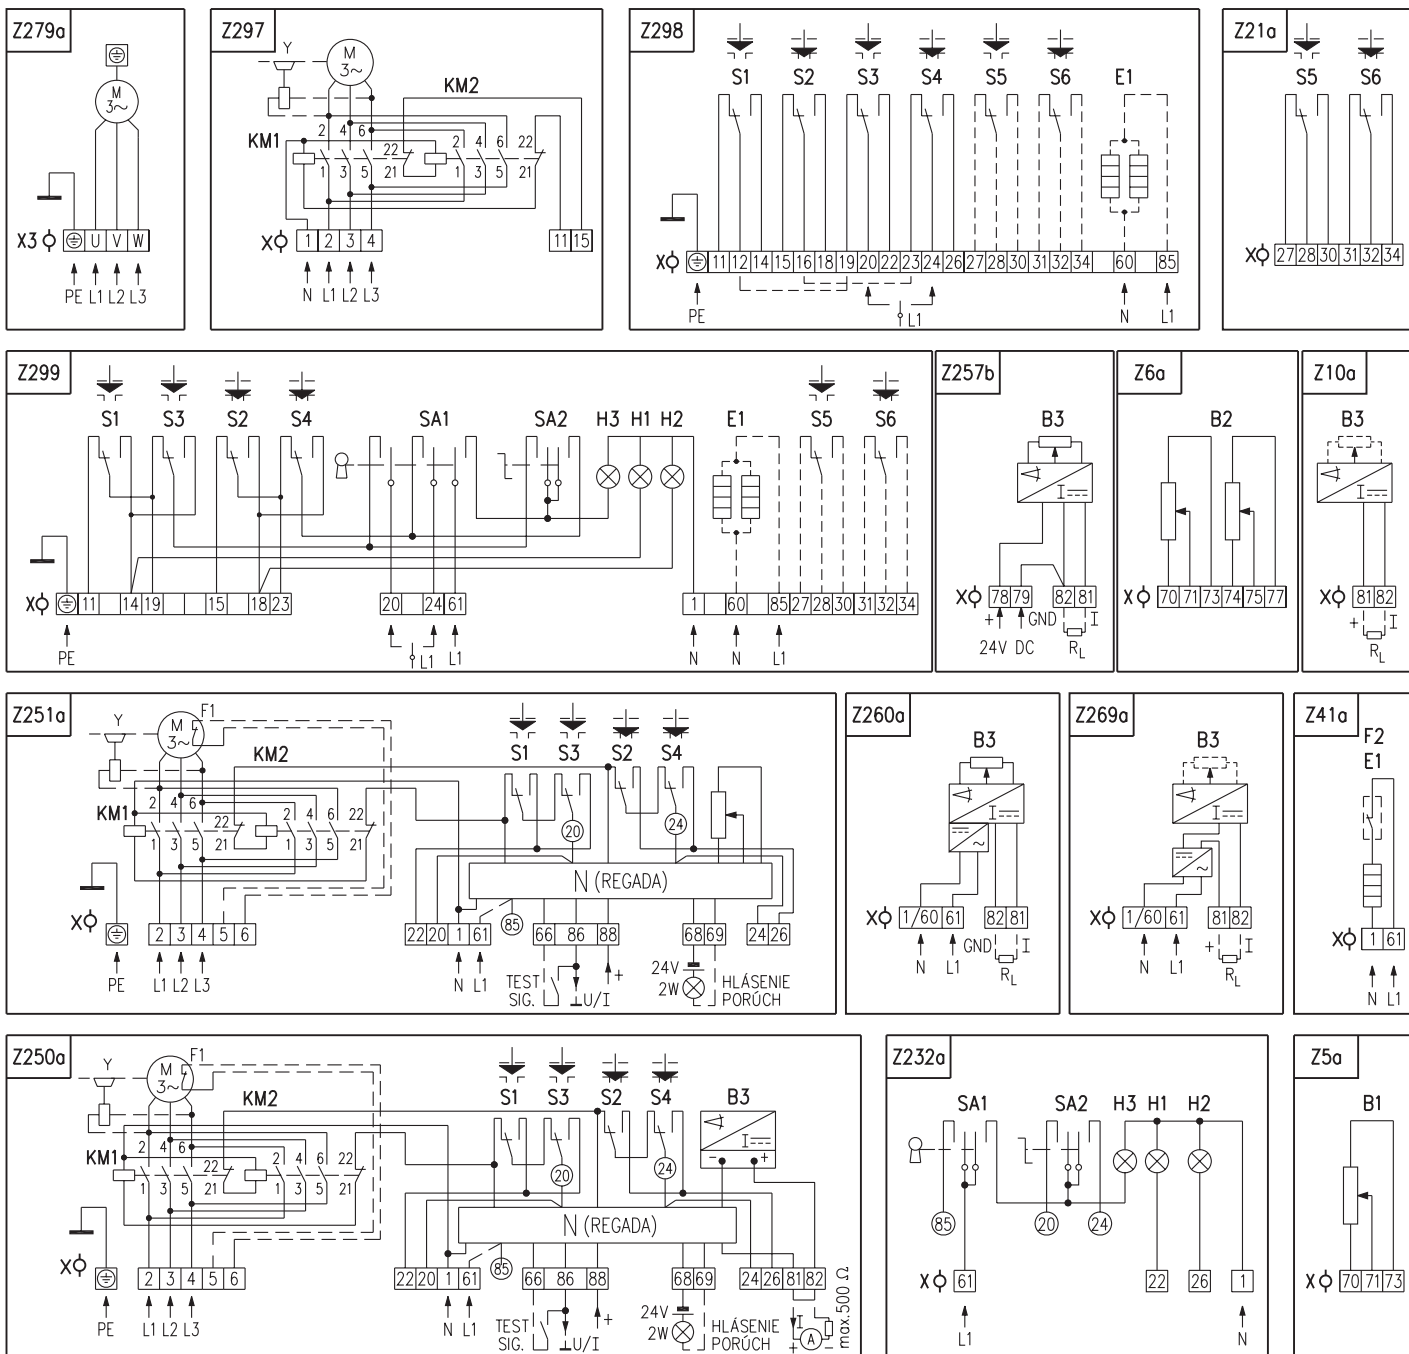 Z279a
M
3~
X3
U V W
PE L1 L2 L3
Z297
Y M
3~
KM2
KM1
2 4 6 22 2 4 6 22
1 3 5 21 1 3 5 21
X 1 2 3 4 11 15
N L1 L2 L3
Z298
S1 S2 S3 S4 S5 S6 E1
X 11 12 14 15 16 18 19 20 22 23 24 26 27 28 30 31 32 34 60 85
PE L1 N L1
Z21a
S5 S6
X 27 28 30 31 32 34
Z299
S1 S3 S2 S4 SA1 SA2 H3 H1 H2 E1 S5 S6
X 11 14 19 15 18 23 20 24 61 1 60 85 27 28 30 31 32 34
PE L1 L1 N N L1
Z257b
B3
I
X 78 79 82 81
+ GND I
24V DC RL
Z6a
B2
X 70 71 73 74 75 77
Z10a
B3
I
X 81 82
+ I
RL
Z251a
Y M F1
3~
KM2
KM1
2 4 6 22 2 4 6 22
1 3 5 21 1 3 5 21
S1 S3 S2 S4
20 24
N (REGADA)
X 2 3 4 5 6 22 20 1 61 85 66 86 88 68 69 24 26
PE L1 L2 L3 N L1
TEST
SIG.
U/I +
24V
2W
HLÁSENIE
PORÚCH
Z260a
B3
I
X 1/60 61 82 81
N L1 GND I
RL
Z269a
B3
I
X 1/60 61 81 82
N L1 + I
RL
Z41a
F2
E1
X 1 61
N L1
Z250a
Y M F1
3~
KM2
KM1
2 4 6 22 2 4 6 22
1 3 5 21 1 3 5 21
S1 S3 S2 S4 B3
I
- +
20 24
N (REGADA)
X 2 3 4 5 6 22 20 1 61 85 66 86 88 68 69 24 26 81 82
PE L1 L2 L3 N L1
TEST
SIG.
U/I +
24V
2W
HLÁSENIE
PORÚCH
I
+ A -
max.500 Ω
Z232a
SA1 SA2 H3 H1 H2
85 20 24
X 61 22 26 1
L1 N
Z5a
B1
X 70 71 73